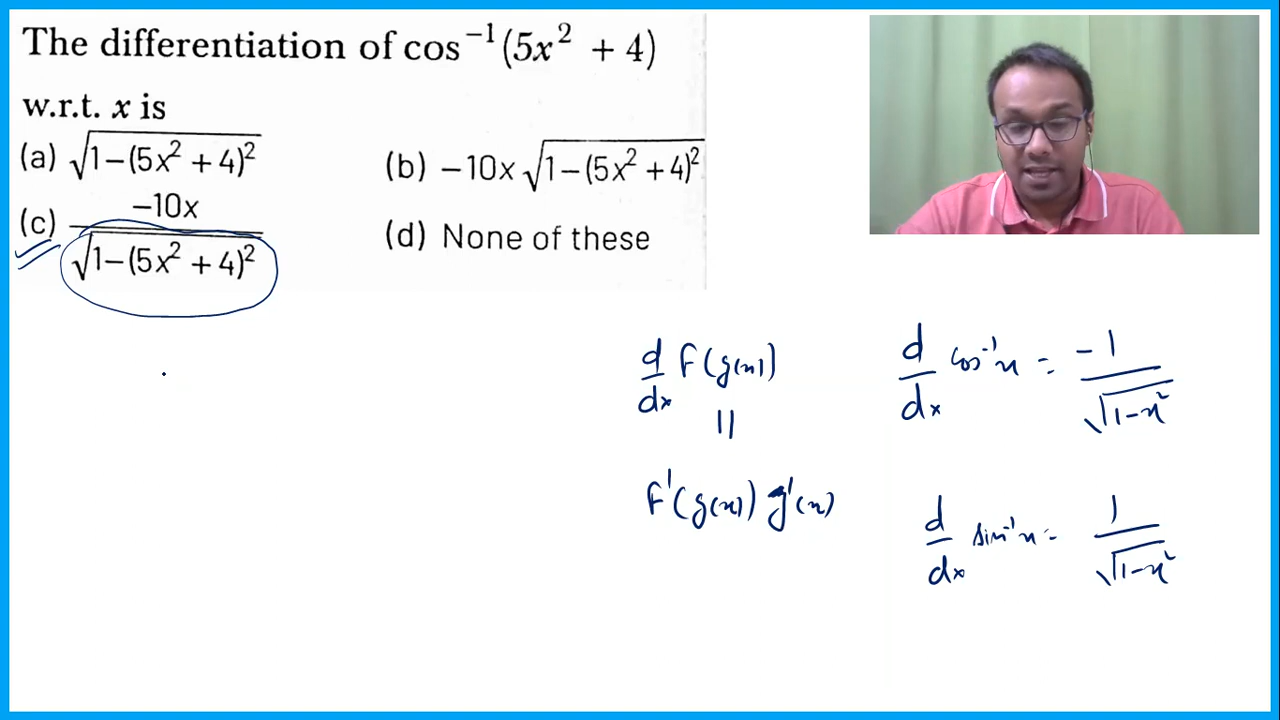 The differentiation of cos⁻¹(5x² + 4)
w.r.t. x is
(a) √(1–(5x² + 4)²)
(b) –10x √(1–(5x² + 4)²)
(c) –10x / √(1–(5x² + 4)²)
(d) None of these
d/dx F(g(x))
||
F'(g(x)) g'(x)
d/dx cos⁻¹x = -1/√(1-x²)
d/dx sin⁻¹x = 1/√(1-x²)